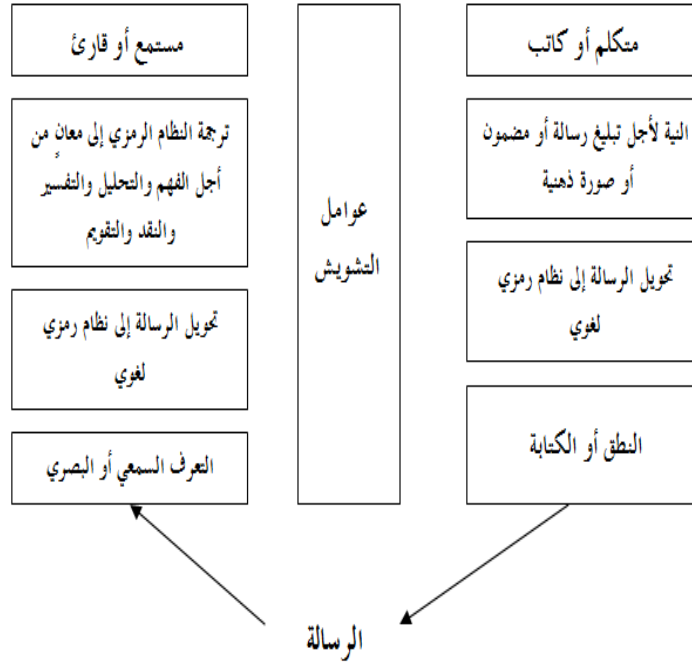 متكلم أو كاتب
النية لأجل تبليغ رسالة أو مضمون
أو صورة ذهنية
تحويل الرسالة إلى نظام رمزي
لغوي
النطق أو الكتابة
عوامل
التشويش
مستمع أو قارئ
ترجمة النظام الرمزي إلى معانٍ من
أجل الفهم والتحليل والتفسير
والنقد والتقويم
تحويل الرسالة إلى نظام رمزي
لغوي
التعرف السمعي أو البصري
الرسالة